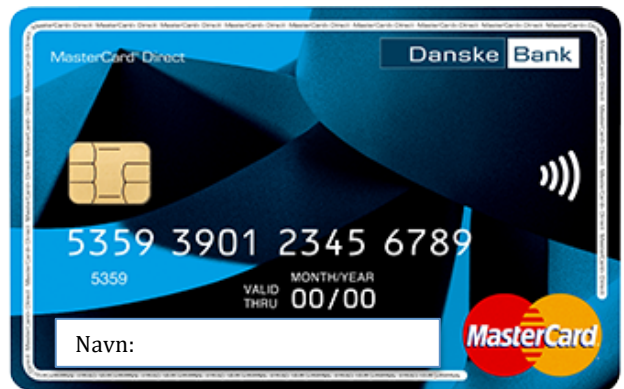 MasterCard® Direct
Danske Bank
5359 3901 2345 6789
5359
MONTH/YEAR
VALID THRU 00/00
Navn:
MasterCard